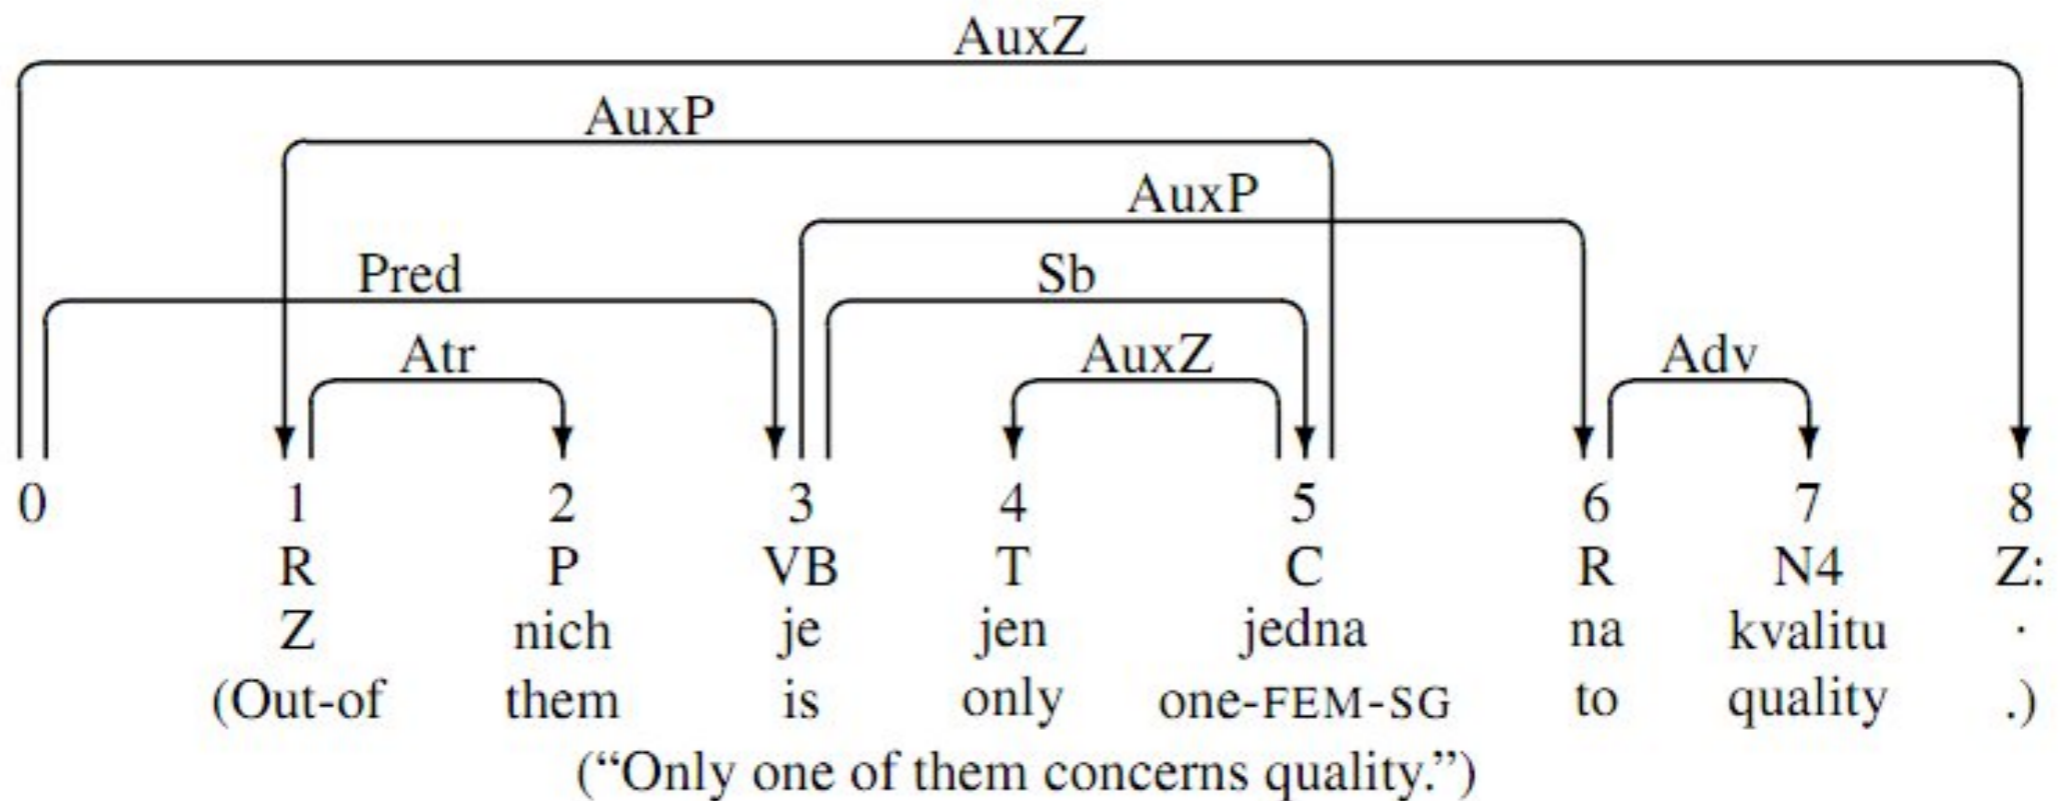 AuxZ
AuxP
AuxP
Pred Sb
Atr AuxZ Adv
0 1 2 3 4 5 6 7 8
R P VB T C R N4 Z:
Z nich je jen jedna na kvalitu .
(Out-of them is only one-FEM-SG to quality .)
(“Only one of them concerns quality.”)